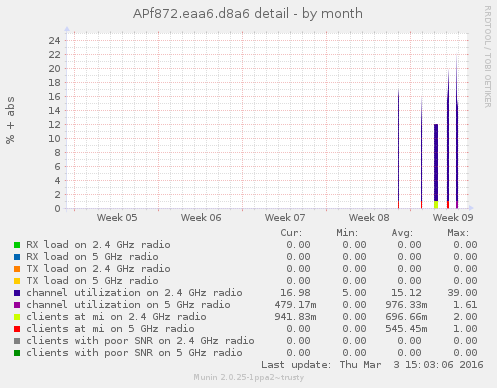 APf872.eaa6.d8a6 detail - by month
RRDTOOL / TOBI OETIKER
% + abs
24
22
20
18
16
14
12
10
8
6
4
2
0
Week 05 Week 06 Week 07 Week 08 Week 09
Cur: Min: Avg: Max:
RX load on 2.4 GHz radio 0.00 0.00 0.00 0.00
RX load on 5 GHz radio 0.00 0.00 0.00 0.00
TX load on 2.4 GHz radio 0.00 0.00 0.00 0.00
TX load on 5 GHz radio 0.00 0.00 0.00 0.00
channel utilization on 2.4 GHz radio 16.98 5.00 15.12 39.00
channel utilization on 5 GHz radio 479.17m 0.00 976.33m 1.61
clients at mi on 2.4 GHz radio 941.83m 0.00 696.66m 2.00
clients at mi on 5 GHz radio 0.00 0.00 545.45m 1.00
clients with poor SNR on 2.4 GHz radio 0.00 0.00 0.00 0.00
clients with poor SNR on 5 GHz radio 0.00 0.00 0.00 0.00
Last update: Thu Mar 3 15:03:06 2016
Munin 2.0.25-1ppa2~trusty